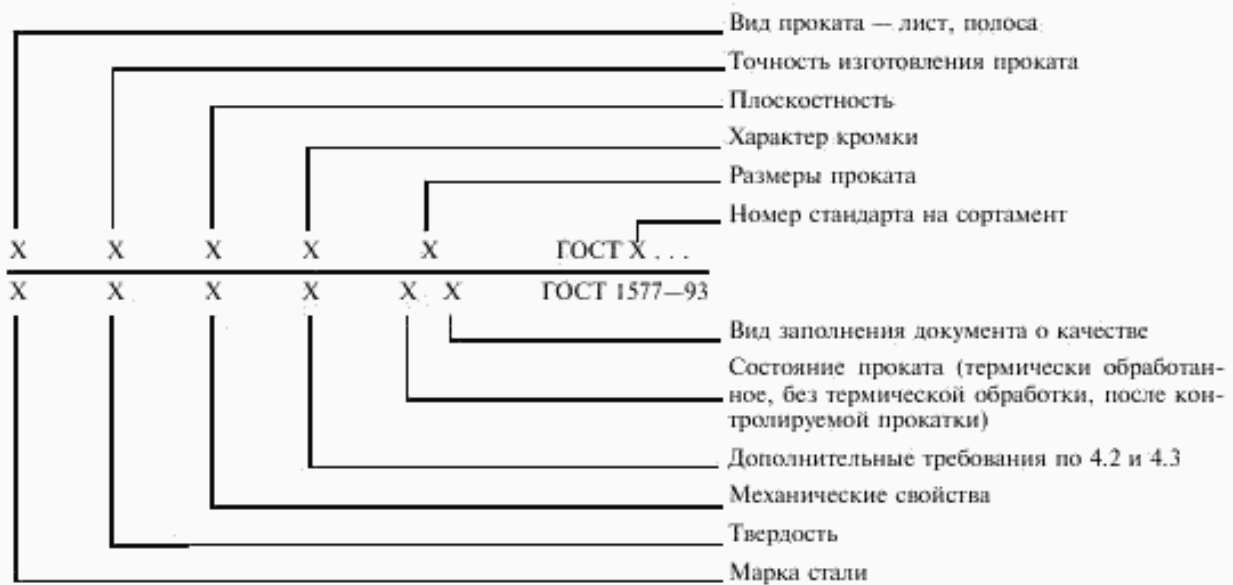 Вид проката — лист, полоса
Точность изготовления проката
Плоскостность
Характер кромки
Размеры проката
Номер стандарта на сортамент
X X X X X ГОСТ X . . .
X X X X X X ГОСТ 1577—93
Вид заполнения документа о качестве
Состояние проката (термически обработан-
ное, без термической обработки, после кон-
тролируемой прокатки)
Дополнительные требования по 4.2 и 4.3
Механические свойства
Твердость
Марка стали